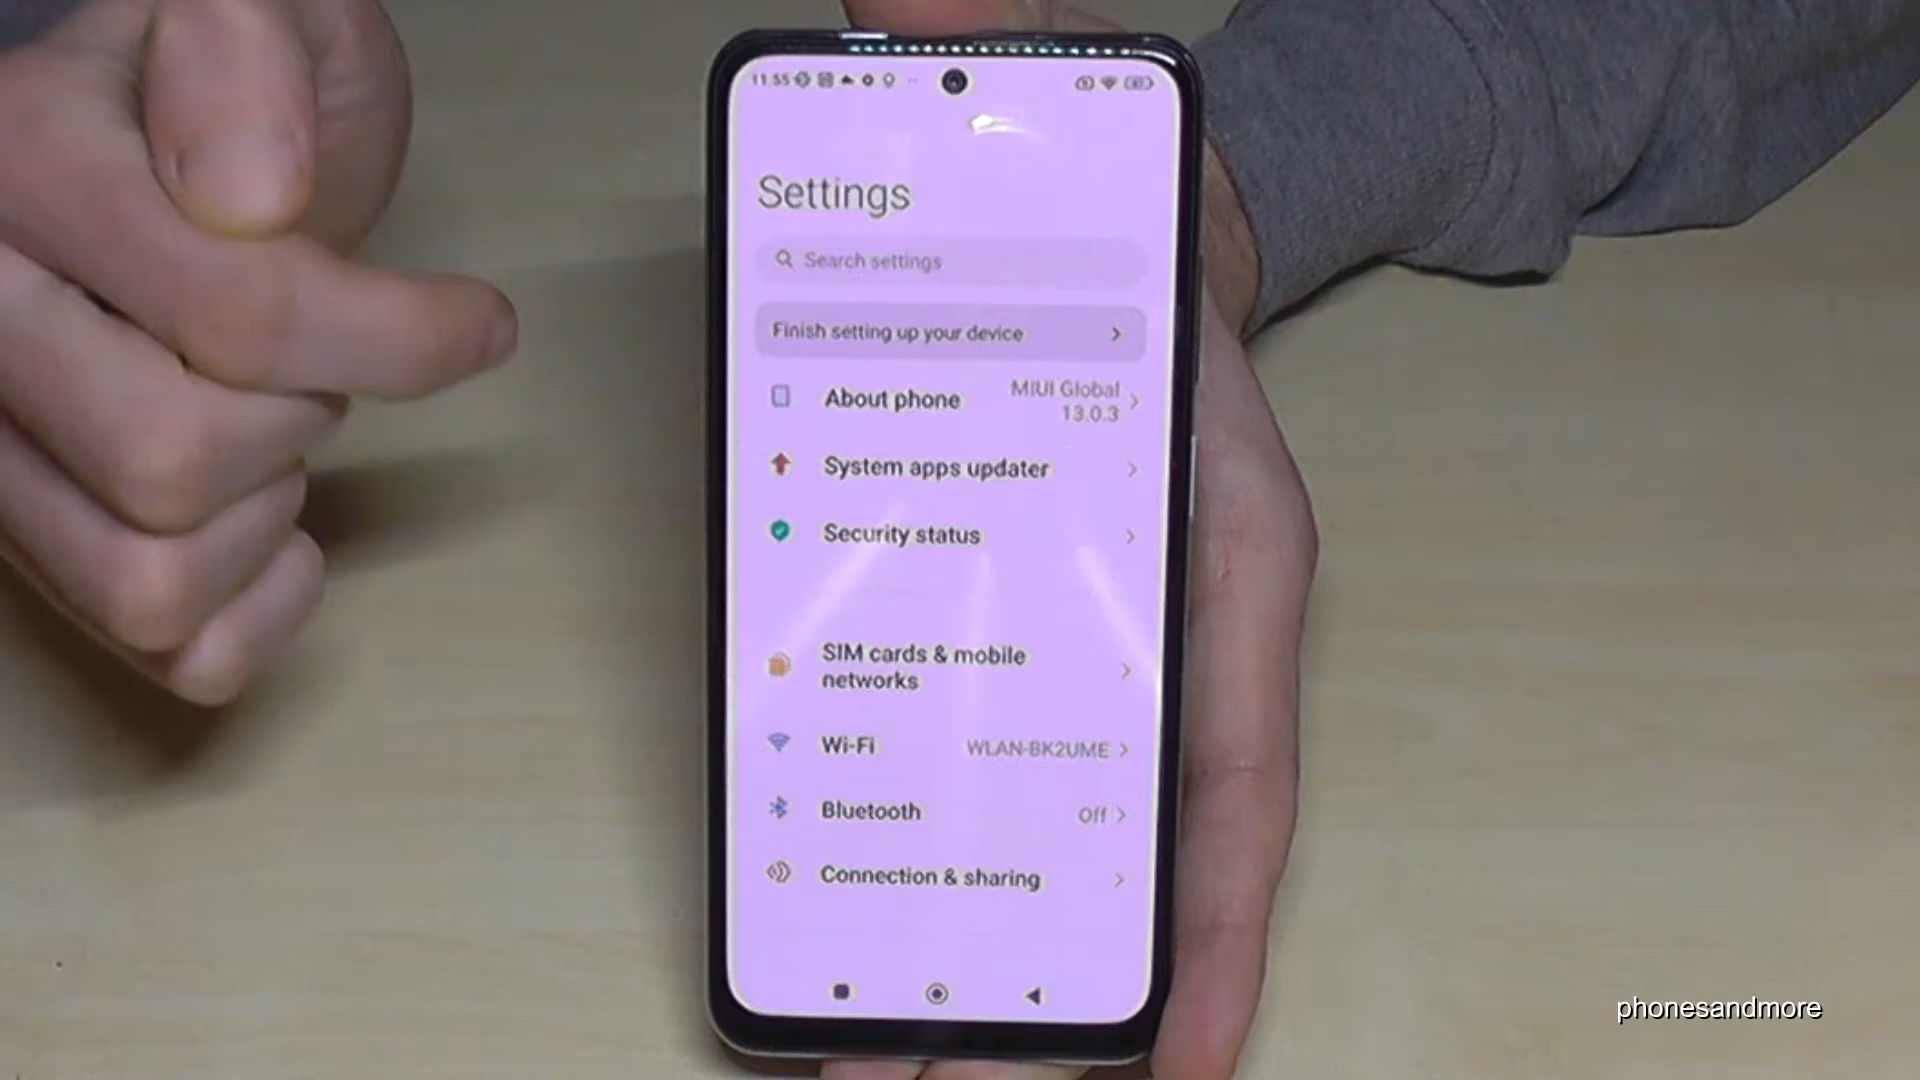 11:55
Settings
Search settings
Finish setting up your device
About phone
MIUI Global
13.0.3
System apps updater
Security status
SIM cards & mobile
networks
Wi-Fi
WLAN-BK2UME
Bluetooth
Off
Connection & sharing
phonesandmore